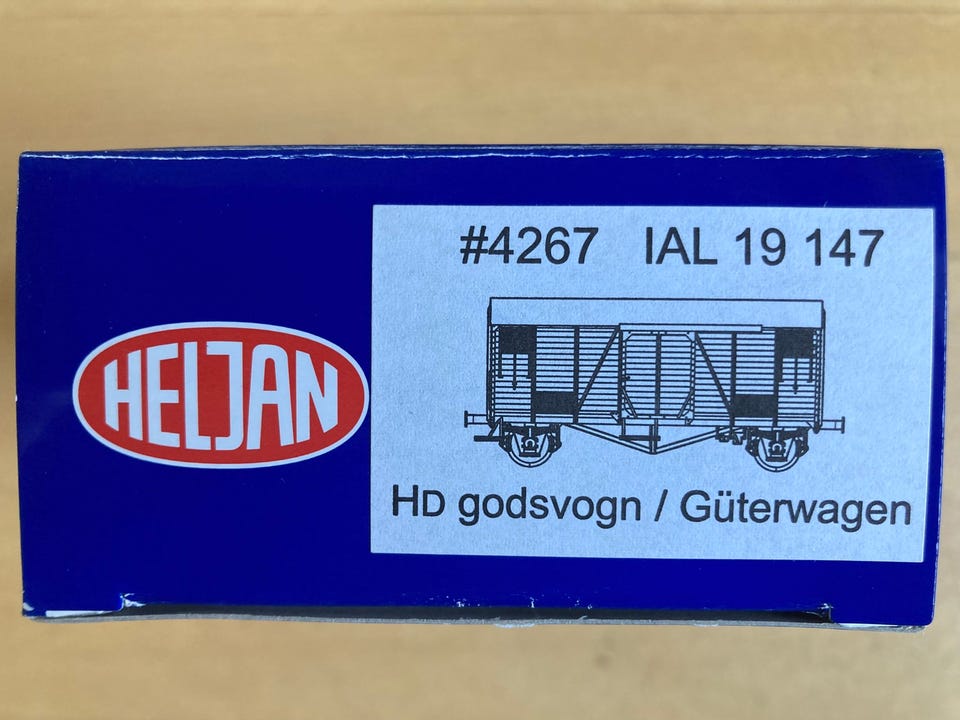 #4267 IAL 19 147
HELJAN
HD godsvogn / Güterwagen